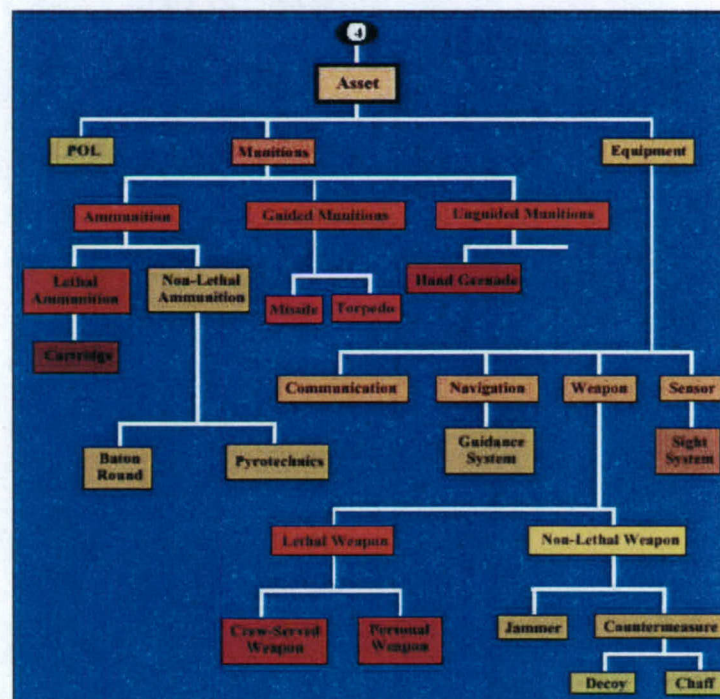 4
Asset
POL
Munitions
Equipment
Ammunition
Guided Munitions
Unguided Munitions
Lethal
Ammunition
Non-Lethal
Ammunition
Missile
Torpedo
Hand Grenade
Cartridge
Communication
Navigation
Weapon
Sensor
Baton
Round
Pyrotechnics
Guidance
System
Sight
System
Lethal Weapon
Non-Lethal Weapon
Crew-Served
Weapon
Personal
Weapon
Jammer
Countermeasure
Decoy
Chaff